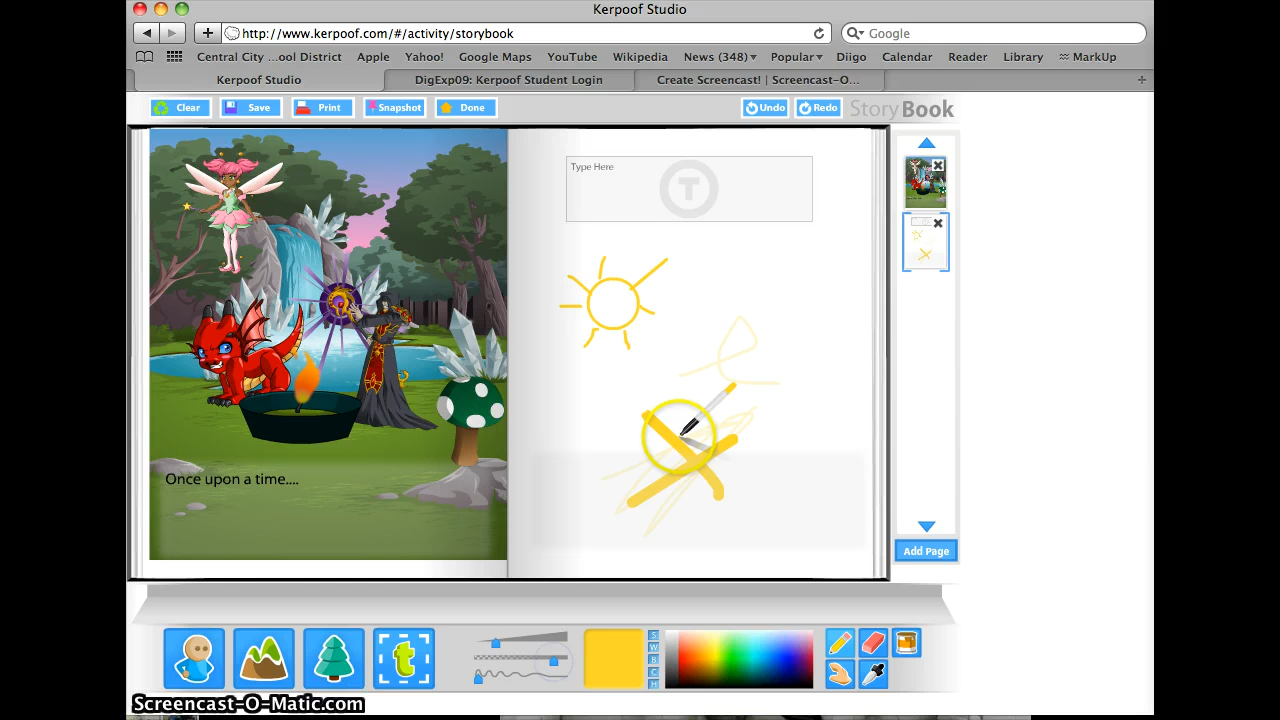 Kerpoof Studio
http://www.kerpoof.com/#/activity/storybook
Google
Central City ...ool District Apple Yahoo! Google Maps YouTube Wikipedia News (348) Popular Diigo Calendar Reader Library MarkUp
Kerpoof Studio DigExp09: Kerpoof Student Login Create Screencast! | Screencast-O...
Clear Save Print Snapshot Done Undo Redo StoryBook
Type Here
T
Once upon a time....
Add Page
t
S
W
B
C
H
Screencast-O-Matic.com